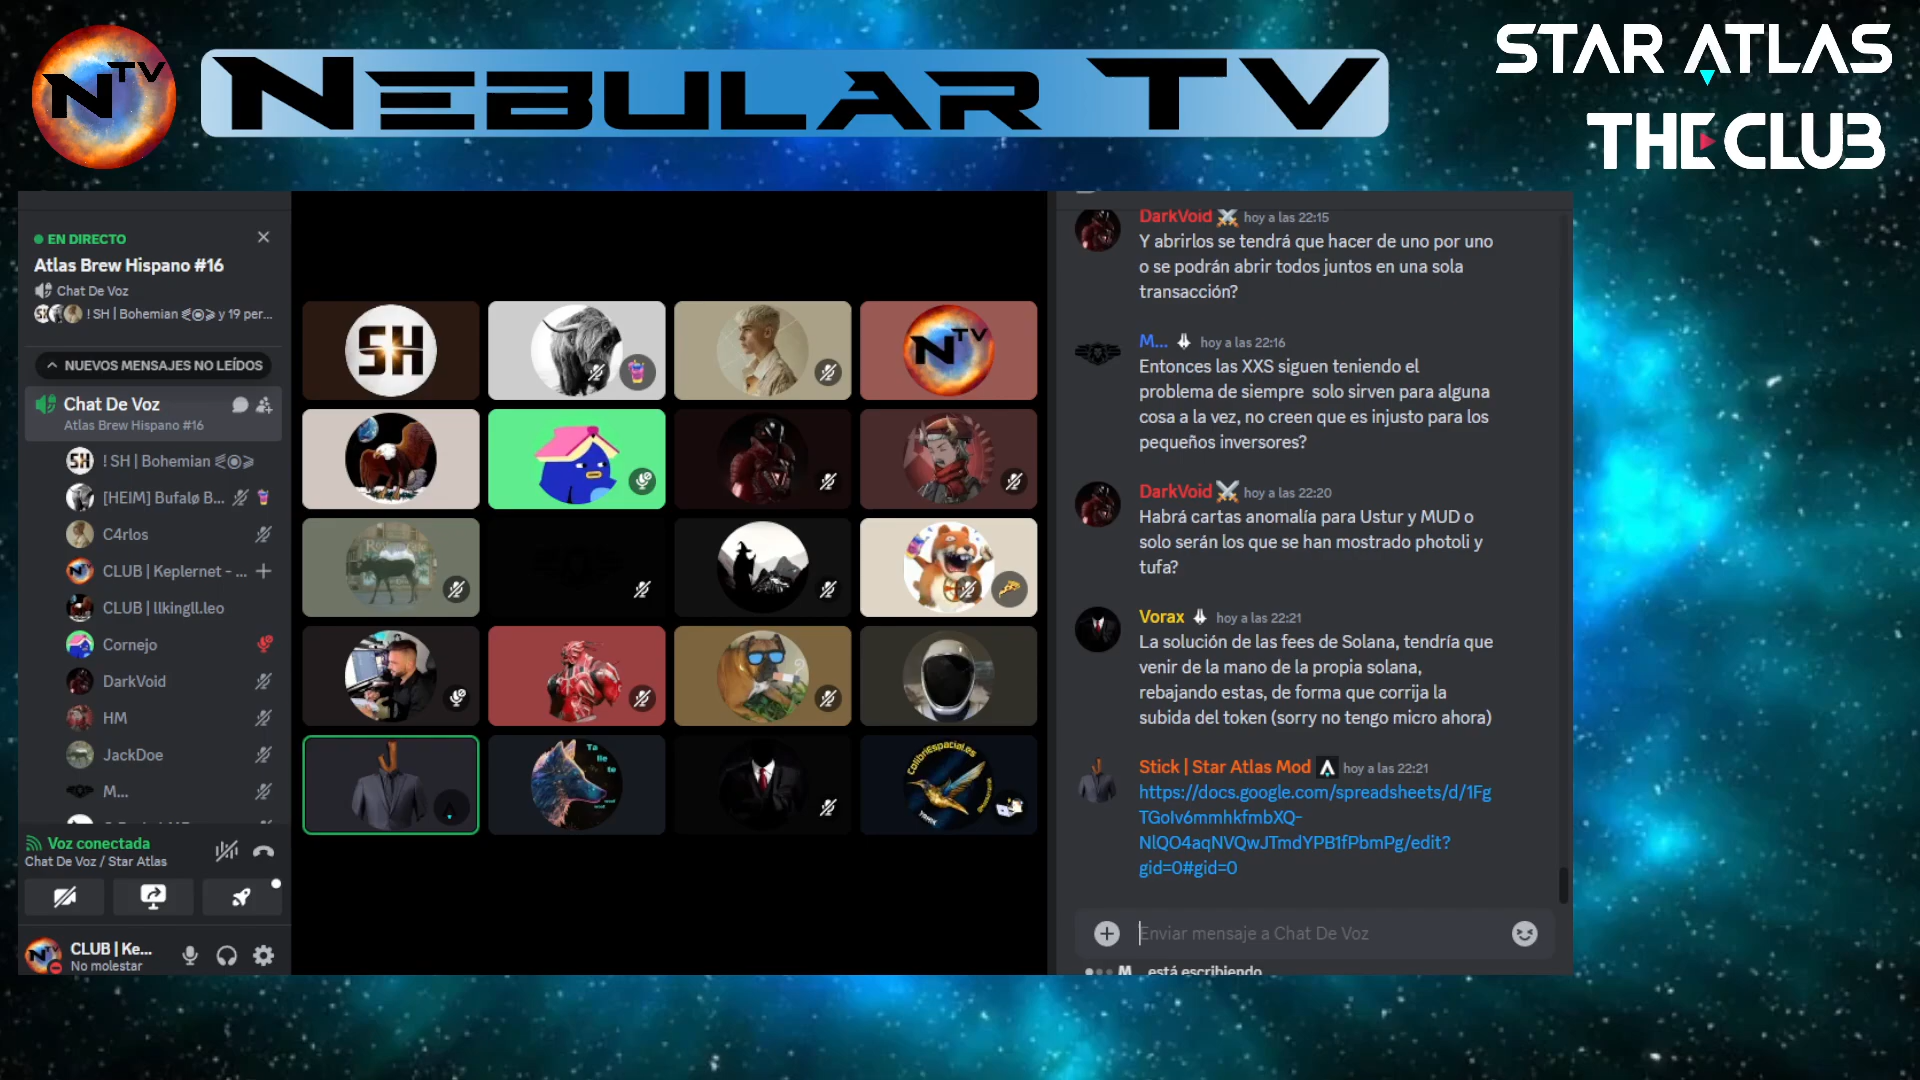 NTV
NEBULAR TV
STAR ATLAS
THE CLUB
EN DIRECTO
Atlas Brew Hispano #16
Chat De Voz
! SH | Bohemian y 19 per...
NUEVOS MENSAJES NO LEÍDOS
Chat De Voz
Atlas Brew Hispano #16
! SH | Bohemian
[HEIM] Bufalø B...
C4rlos
CLUB | Keplernet - ...
CLUB | llkingll.leo
Cornejo
DarkVoid
HM
JackDoe
M...
Voz conectada
Chat De Voz / Star Atlas
CLUB | Ke...
No molestar
SH
NTV
Ta
lle
te
ColibriEspacial.es
DarkVoid hoy a las 22:15
Y abrirlos se tendrá que hacer de uno por uno
o se podrán abrir todos juntos en una sola
transacción?
M... hoy a las 22:16
Entonces las XXS siguen teniendo el
problema de siempre solo sirven para alguna
cosa a la vez, no creen que es injusto para los
pequeños inversores?
DarkVoid hoy a las 22:20
Habrá cartas anomalía para Ustur y MUD o
solo serán los que se han mostrado photoli y
tufa?
Vorax hoy a las 22:21
La solución de las fees de Solana, tendría que
venir de la mano de la propia solana,
rebajando estas, de forma que corrija la
subida del token (sorry no tengo micro ahora)
Stick | Star Atlas Mod hoy a las 22:21
https://docs.google.com/spreadsheets/d/1Fg
TGoIv6mmhkfmbXQ-
NlQO4aqNVQwJTmdYPB1fPbmPg/edit?
gid=0#gid=0
Enviar mensaje a Chat De Voz
M... está escribiendo